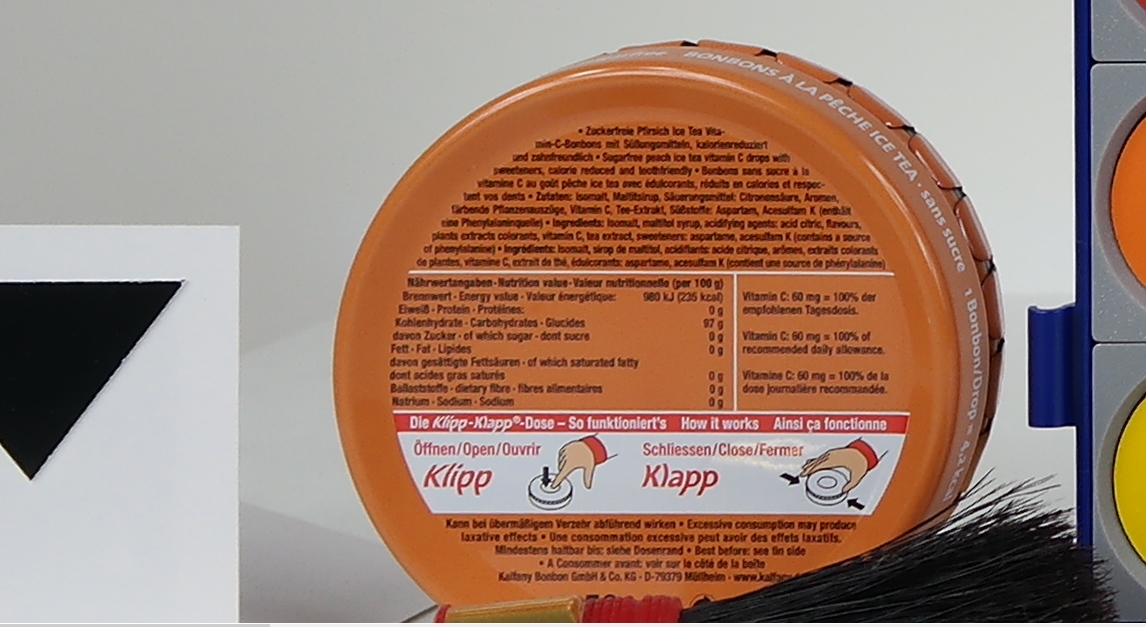 BONBONS À LA PÊCHE ICE TEA · sans sucre 1 Bonbon/Drop = 4,2 kcal
• Zuckerfreie Pfirsich Ice Tea Vita-
min-C-Bonbons mit Süßungsmitteln, kalorienreduziert
und zahnfreundlich • Sugarfree peach ice tea vitamin C drops with
sweeteners, calorie reduced and toothfriendly • Bonbons sans sucre à la
vitamine C au goût pêche ice tea avec édulcorants, réduits en calories et respec-
tent vos dents • Zutaten: Isomalt, Maltitsirup, Säuerungsmittel: Citronensäure, Aromen,
färbende Pflanzenauszüge, Vitamin C, Tee-Extrakt, Süßstoffe: Aspartam, Acesulfam K (enthält
eine Phenylalaninquelle) • Ingredients: Isomalt, maltitol syrup, acidifying agents: acid citric, flavours,
plants extracts colorants, vitamin C, tea extract, sweeteners: aspartame, acesulfam K (contains a source
of phenylalanine) • Ingrédients: Isomalt, sirop de maltitol, acidifiants: acide citrique, arômes, extraits colorants
de plantes, vitamine C, extrait de thé, édulcorants: aspartame, acesulfam K (contient une source de phénylalanine)
Nährwertangaben · Nutrition value · Valeur nutritionnelle (per 100 g)
Brennwert · Energy value · Valeur énergétique: 980 kJ (235 kcal)
Eiweiß · Protein · Protéines: 0 g
Kohlenhydrate · Carbohydrates · Glucides 97 g
davon Zucker · of which sugar · dont sucre 0 g
Fett · Fat · Lipides 0 g
davon gesättigte Fettsäuren · of which saturated fatty
dont acides gras saturés 0 g
Ballaststoffe · dietary fibre · fibres alimentaires 0 g
Natrium · Sodium · Sodium 0 g
Vitamin C: 60 mg = 100% der
empfohlenen Tagesdosis.
Vitamin C: 60 mg = 100% of
recommended daily allowance.
Vitamine C: 60 mg = 100% de la
dose journalière recommandée.
Die Klipp-Klapp®-Dose – So funktioniert's How it works Ainsi ça fonctionne
Öffnen/Open/Ouvrir
Klipp
Schliessen/Close/Fermer
Klapp
Kann bei übermäßigem Verzehr abführend wirken • Excessive consumption may produce
laxative effects • Une consommation excessive peut avoir des effets laxatifs.
Mindestens haltbar bis: siehe Dosenrand • Best before: see tin side
• A Consommer avant: voir sur le côté de la boîte
Kalfany Bonbon GmbH & Co. KG · D-79379 Müllheim